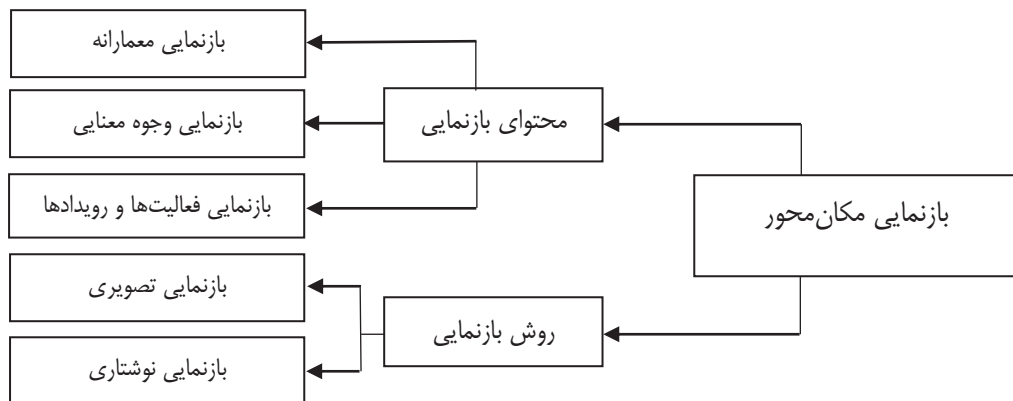 بازنمایی مکان‌محور
محتوای بازنمایی
بازنمایی معمارانه
بازنمایی وجوه معنایی
بازنمایی فعالیت‌ها و رویدادها
روش بازنمایی
بازنمایی تصویری
بازنمایی نوشتاری